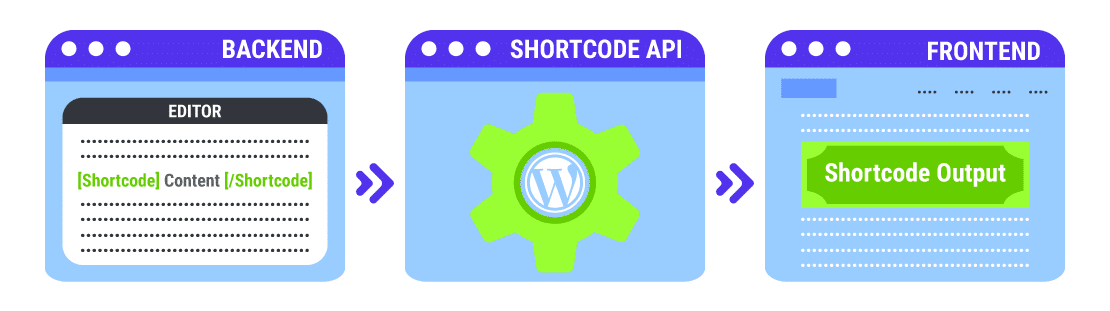 BACKEND
EDITOR
[Shortcode] Content [/Shortcode]
SHORTCODE API
W
FRONTEND
Shortcode Output